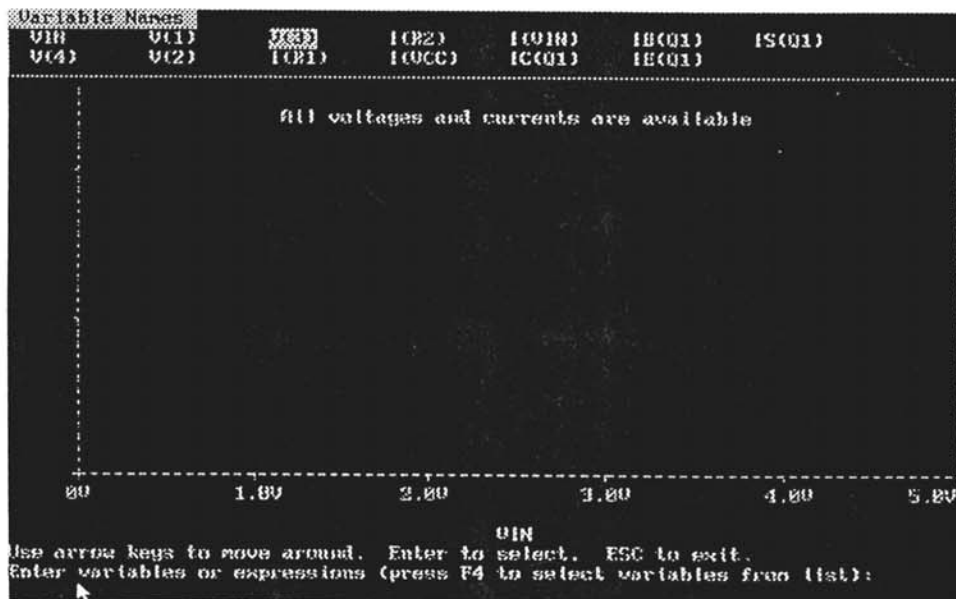 Variable Names
VIN V(1) V(3) I(R2) I(VIN) IB(Q1) IS(Q1)
V(4) V(2) I(R1) I(VCC) IC(Q1) IE(Q1)
All voltages and currents are available
0V 1.0V 2.0V 3.0V 4.0V 5.0V
VIN
Use arrow keys to move around. Enter to select. ESC to exit.
Enter variables or expressions (press F4 to select variables from list):